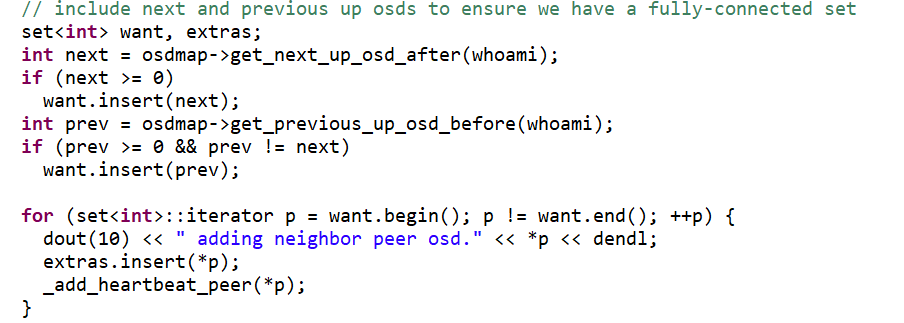 // include next and previous up osds to ensure we have a fully-connected set
set<int> want, extras;
int next = osdmap->get_next_up_osd_after(whoami);
if (next >= 0)
  want.insert(next);
int prev = osdmap->get_previous_up_osd_before(whoami);
if (prev >= 0 && prev != next)
  want.insert(prev);

for (set<int>::iterator p = want.begin(); p != want.end(); ++p) {
  dout(10) << " adding neighbor peer osd." << *p << dendl;
  extras.insert(*p);
  _add_heartbeat_peer(*p);
}